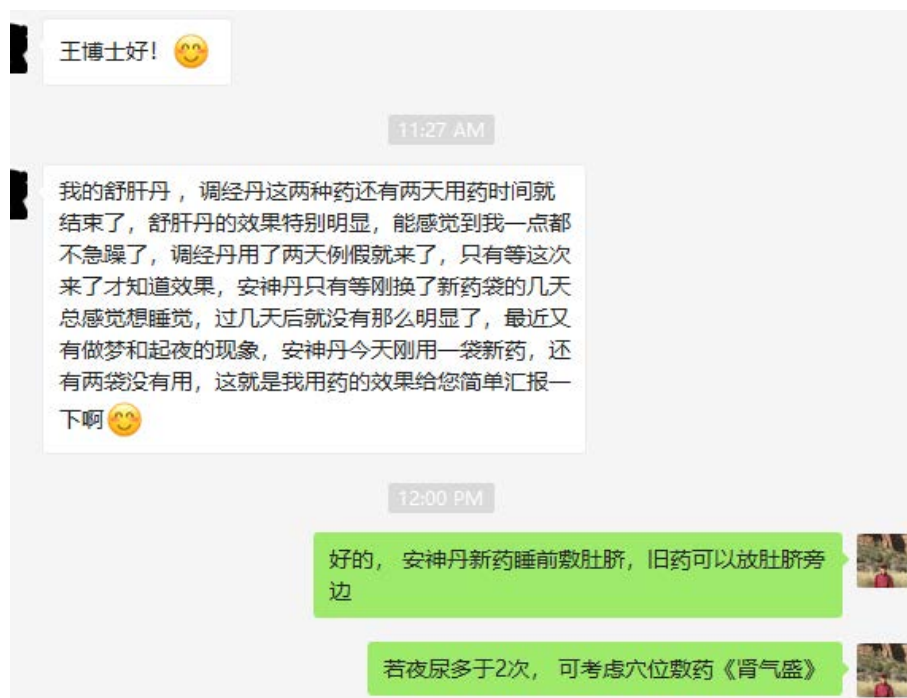 王博士好！
11:27 AM
我的舒肝丹 ，调经丹这两种药还有两天用药时间就
结束了，舒肝丹的效果特别明显，能感觉到我一点都
不急躁了，调经丹用了两天例假就来了，只有等这次
来了才知道效果，安神丹只有等刚换了新药袋的几天
总感觉想睡觉，过几天后就没有那么明显了，最近又
有做梦和起夜的现象，安神丹今天刚用一袋新药，还
有两袋没有用，这就是我用药的效果给您简单汇报一
下啊
12:00 PM
好的， 安神丹新药睡前敷肚脐，旧药可以放肚脐旁
边
若夜尿多于2次， 可考虑穴位敷药《肾气盛》